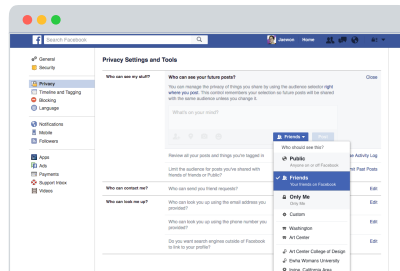 Search Facebook
Janson Home
General
Security
Privacy
Timeline and Tagging
Blocking
Language
Notifications
Mobile
Followers
Apps
Ads
Payments
Support Inbox
Videos
Privacy Settings and Tools
Who can see my stuff?
Who can see your future posts?
Close
You can manage the privacy of things you share by using the audience selector right
where you post. This control remembers your selection so future posts will be shared
with the same audience unless you change it.
What's on your mind?
Friends
Post
Who should see this?
Public
Anyone on or off Facebook
Friends
Your friends on Facebook
Only Me
Only Me
Custom
Washington
Art Center
Art Center College of Design
Ewha Womans University
Irvine, California Area
Review all your posts and things you're tagged in
Activity Log
Limit the audience for posts you've shared with
friends of friends or Public?
Past Posts
Who can contact me?
Who can send you friend requests?
Edit
Who can look me up?
Who can look you up using the email address you
provided?
Edit
Who can look you up using the phone number you
provided?
Edit
Do you want search engines outside of Facebook
to link to your profile?
Edit